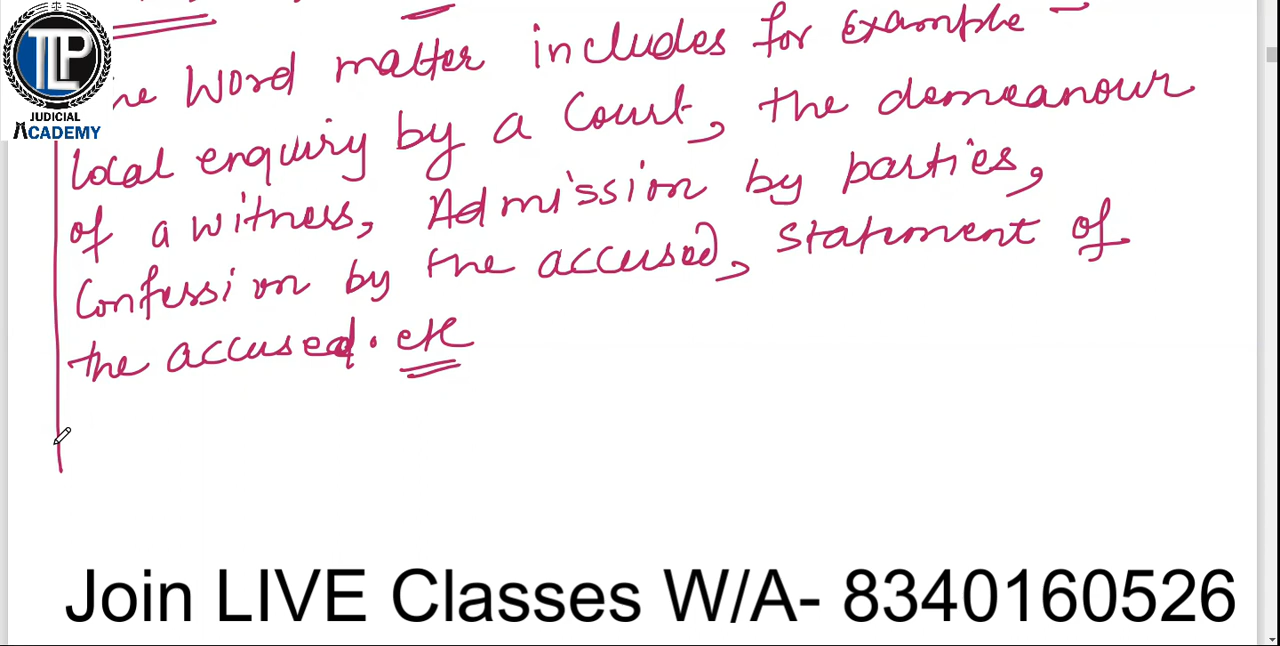 TLP
JUDICIAL
ACADEMY
Word matter includes for example -
local enquiry by a Court, the demeanour
of a witness, Admission by parties,
Confession by the accused, Statement of
the accused. etc
Join LIVE Classes W/A- 8340160526